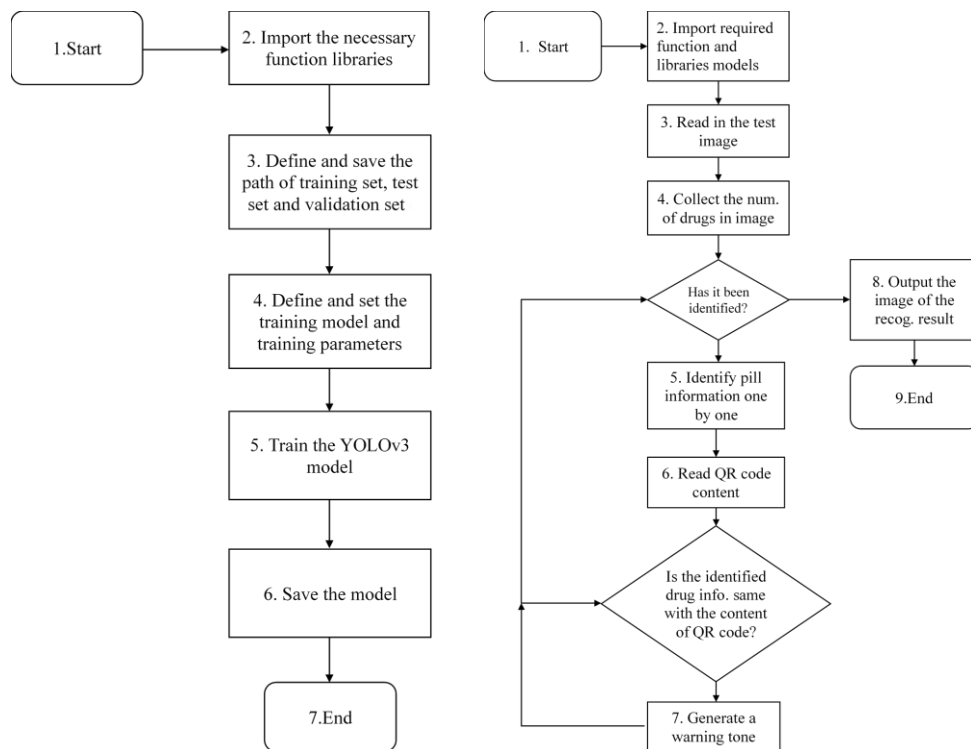 1.Start
2. Import the necessary
function libraries
3. Define and save the
path of training set, test
set and validation set
4. Define and set the
training model and
training parameters
5. Train the YOLOv3
model
6. Save the model
7.End
1. Start
2. Import required
function and
libraries models
3. Read in the test
image
4. Collect the num.
of drugs in image
Has it been
identified?
8. Output the
image of the
recog. result
9.End
5. Identify pill
information one
by one
6. Read QR code
content
Is the identified
drug info. same
with the content
of QR code?
7. Generate a
warning tone